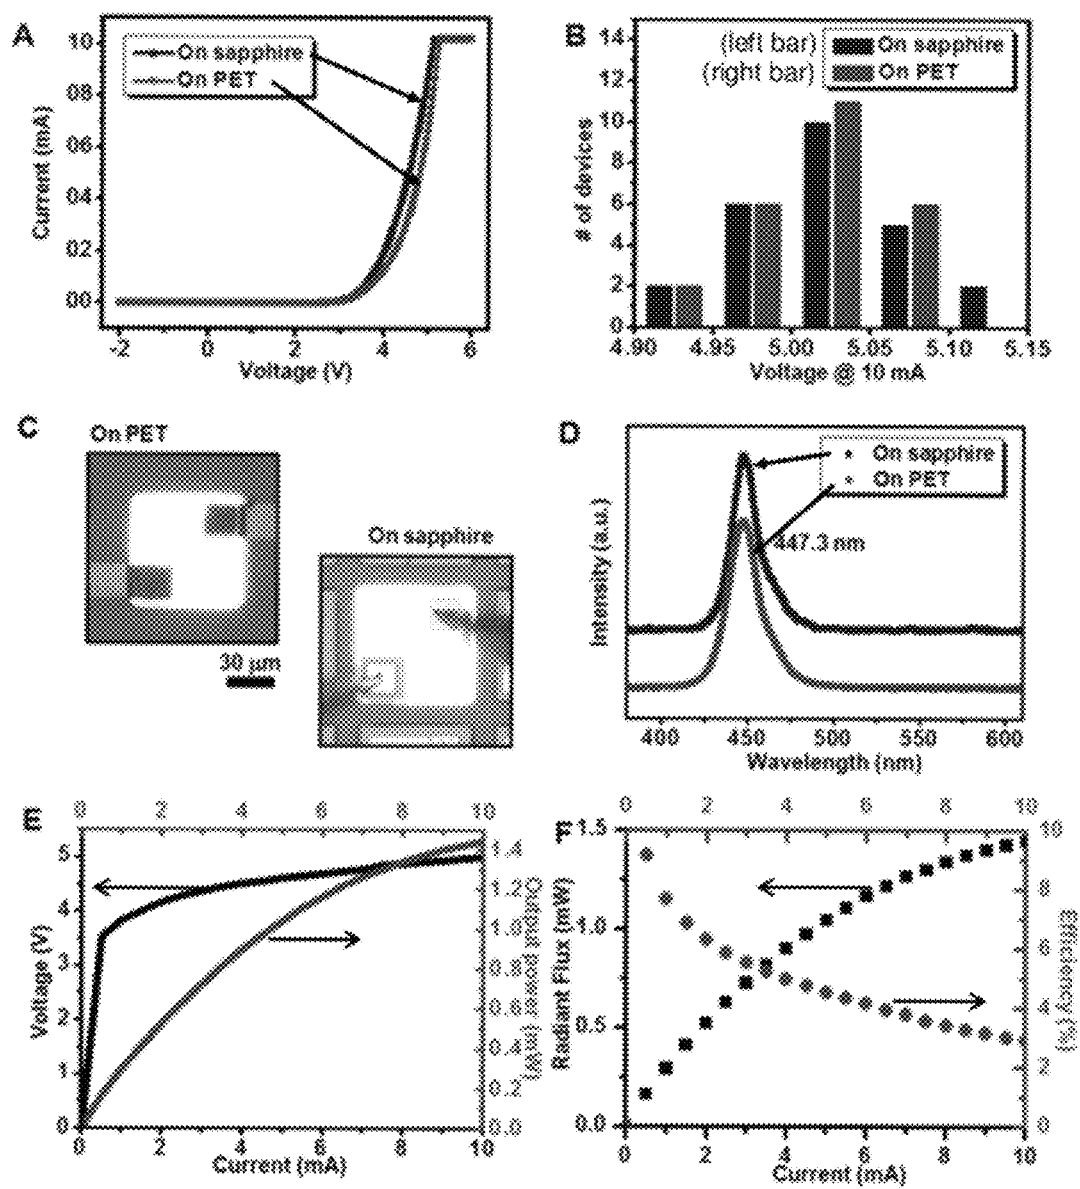 A
10
08
06
04
02
00
Current (mA)
On sapphire
On PET
-2 0 2 4 6
Voltage (V)
B
(left bar) On sapphire
(right bar) On PET
14
12
10
8
6
4
2
0
# of devices
4.90 4.95 5.00 5.05 5.10 5.15
Voltage @ 10 mA
C
On PET
On sapphire
30 µm
D
On sapphire
On PET
447.3 nm
Intensity (a.u.)
400 450 500 550 600
Wavelength (nm)
E
0 2 4 6 8 10
5
4
3
2
1
0
Voltage (V)
1.4
1.2
1.0
0.8
0.6
0.4
0.2
0.0
Output power (mW)
0 2 4 6 8 10
Current (mA)
F
0 2 4 6 8 10
1.5
1.0
0.5
0.0
Radiant Flux (mW)
10
8
6
4
2
0
Efficiency (%)
0 2 4 6 8 10
Current (mA)